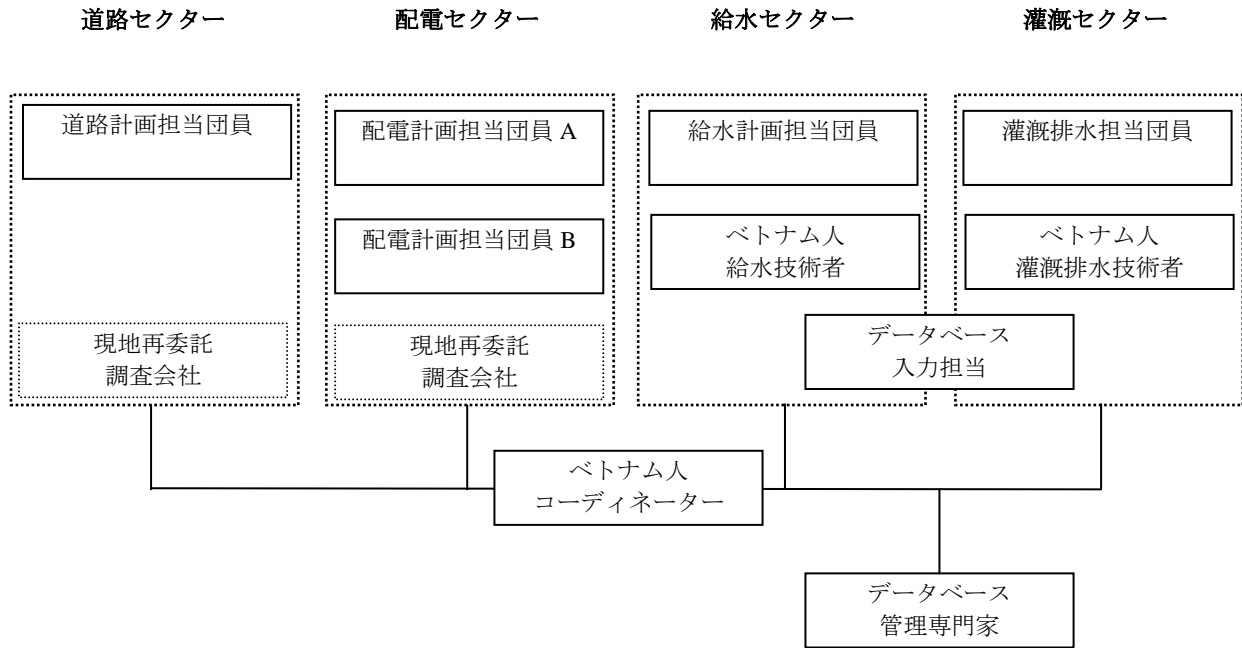 道路セクター
配電セクター
給水セクター
灌漑セクター
道路計画担当団員
配電計画担当団員 A
給水計画担当団員
灌漑排水担当団員
配電計画担当団員 B
ベトナム人
給水技術者
ベトナム人
灌漑排水技術者
現地再委託
調査会社
現地再委託
調査会社
データベース
入力担当
ベトナム人
コーディネーター
データベース
管理専門家